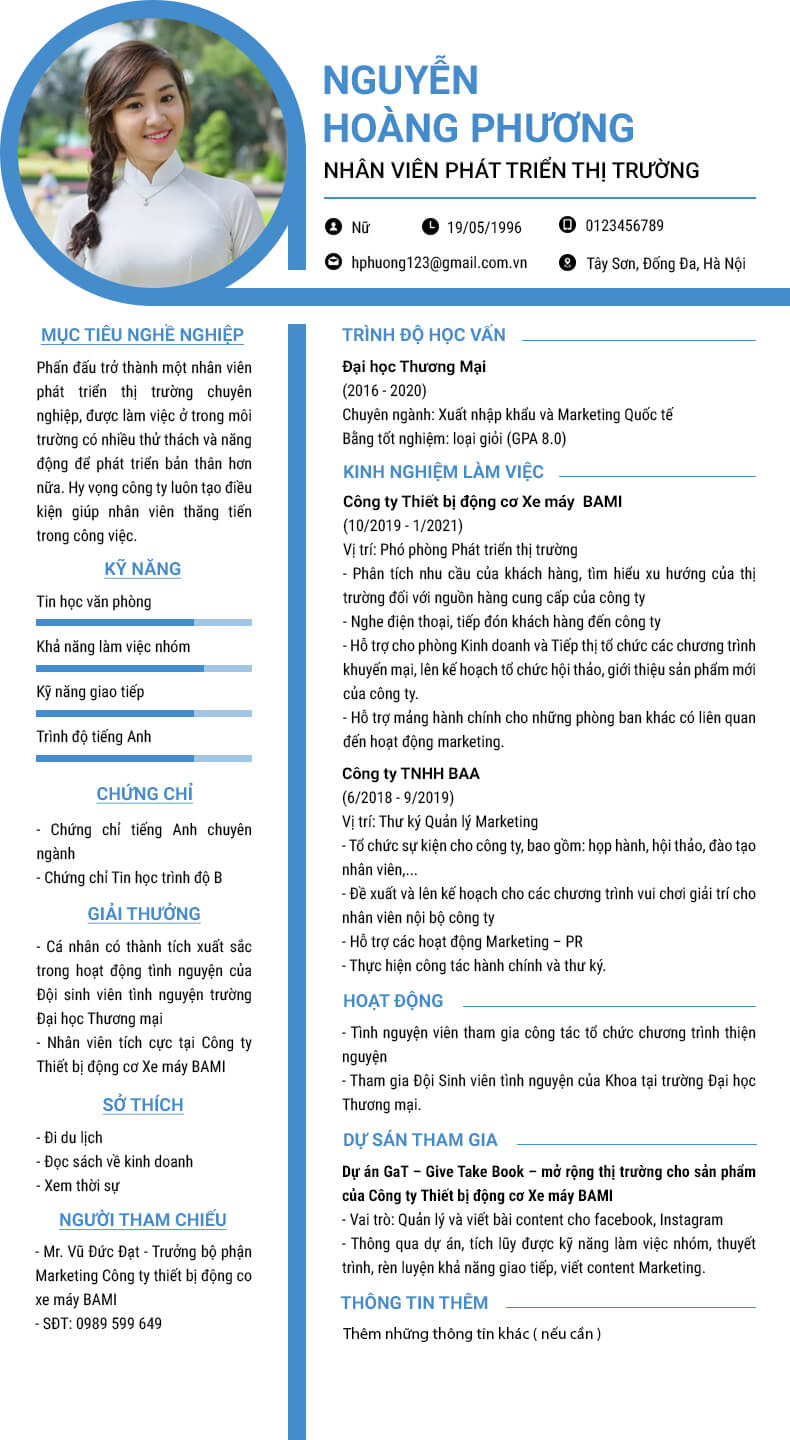 NGUYỄN
HOÀNG PHƯƠNG
NHÂN VIÊN PHÁT TRIỂN THỊ TRƯỜNG
Nữ
19/05/1996
0123456789
hphuong123@gmail.com.vn
Tây Sơn, Đống Đa, Hà Nội
MỤC TIÊU NGHỀ NGHIỆP
Phấn đấu trở thành một nhân viên
phát triển thị trường chuyên
nghiệp, được làm việc ở trong môi
trường có nhiều thử thách và năng
động để phát triển bản thân hơn
nữa. Hy vọng công ty luôn tạo điều
kiện giúp nhân viên thăng tiến
trong công việc.
KỸ NĂNG
Tin học văn phòng
Khả năng làm việc nhóm
Kỹ năng giao tiếp
Trình độ tiếng Anh
CHỨNG CHỈ
- Chứng chỉ tiếng Anh chuyên
ngành
- Chứng chỉ Tin học trình độ B
GIẢI THƯỞNG
- Cá nhân có thành tích xuất sắc
trong hoạt động tình nguyện của
Đội sinh viên tình nguyện trường
Đại học Thương mại
- Nhân viên tích cực tại Công ty
Thiết bị động cơ Xe máy BAMI
SỞ THÍCH
- Đi du lịch
- Đọc sách về kinh doanh
- Xem thời sự
NGƯỜI THAM CHIẾU
- Mr. Vũ Đức Đạt - Trưởng bộ phận
Marketing Công ty thiết bị động co
xe máy BAMI
- SĐT: 0989 599 649
TRÌNH ĐỘ HỌC VẤN
Đại học Thương Mại
(2016 - 2020)
Chuyên ngành: Xuất nhập khẩu và Marketing Quốc tế
Bằng tốt nghiệm: loại giỏi (GPA 8.0)
KINH NGHIỆM LÀM VIỆC
Công ty Thiết bị động cơ Xe máy  BAMI
(10/2019 - 1/2021)
Vị trí: Phó phòng Phát triển thị trường
- Phân tích nhu cầu của khách hàng, tìm hiểu xu hướng của thị
trường đối với nguồn hàng cung cấp của công ty
- Nghe điện thoại, tiếp đón khách hàng đến công ty
- Hỗ trợ cho phòng Kinh doanh và Tiếp thị tổ chức các chương trình
khuyến mại, lên kế hoạch tổ chức hội thảo, giới thiệu sản phẩm mới
của công ty.
- Hỗ trợ mảng hành chính cho những phòng ban khác có liên quan
đến hoạt động marketing.
Công ty TNHH BAA
(6/2018 - 9/2019)
Vị trí: Thư ký Quản lý Marketing
- Tổ chức sự kiện cho công ty, bao gồm: họp hành, hội thảo, đào tạo
nhân viên,...
- Đề xuất và lên kế hoạch cho các chương trình vui chơi giải trí cho
nhân viên nội bộ công ty
- Hỗ trợ các hoạt động Marketing – PR
- Thực hiện công tác hành chính và thư ký.
HOẠT ĐỘNG
- Tình nguyện viên tham gia công tác tổ chức chương trình thiện
nguyện
- Tham gia Đội Sinh viên tình nguyện của Khoa tại trường Đại học
Thương mại.
DỰ SÁN THAM GIA
Dự án GaT – Give Take Book – mở rộng thị trường cho sản phẩm
của Công ty Thiết bị động cơ Xe máy BAMI
- Vai trò: Quản lý và viết bài content cho facebook, Instagram
- Thông qua dự án, tích lũy được kỹ năng làm việc nhóm, thuyết
trình, rèn luyện khả năng giao tiếp, viết content Marketing.
THÔNG TIN THÊM
Thêm những thông tin khác ( nếu cần )